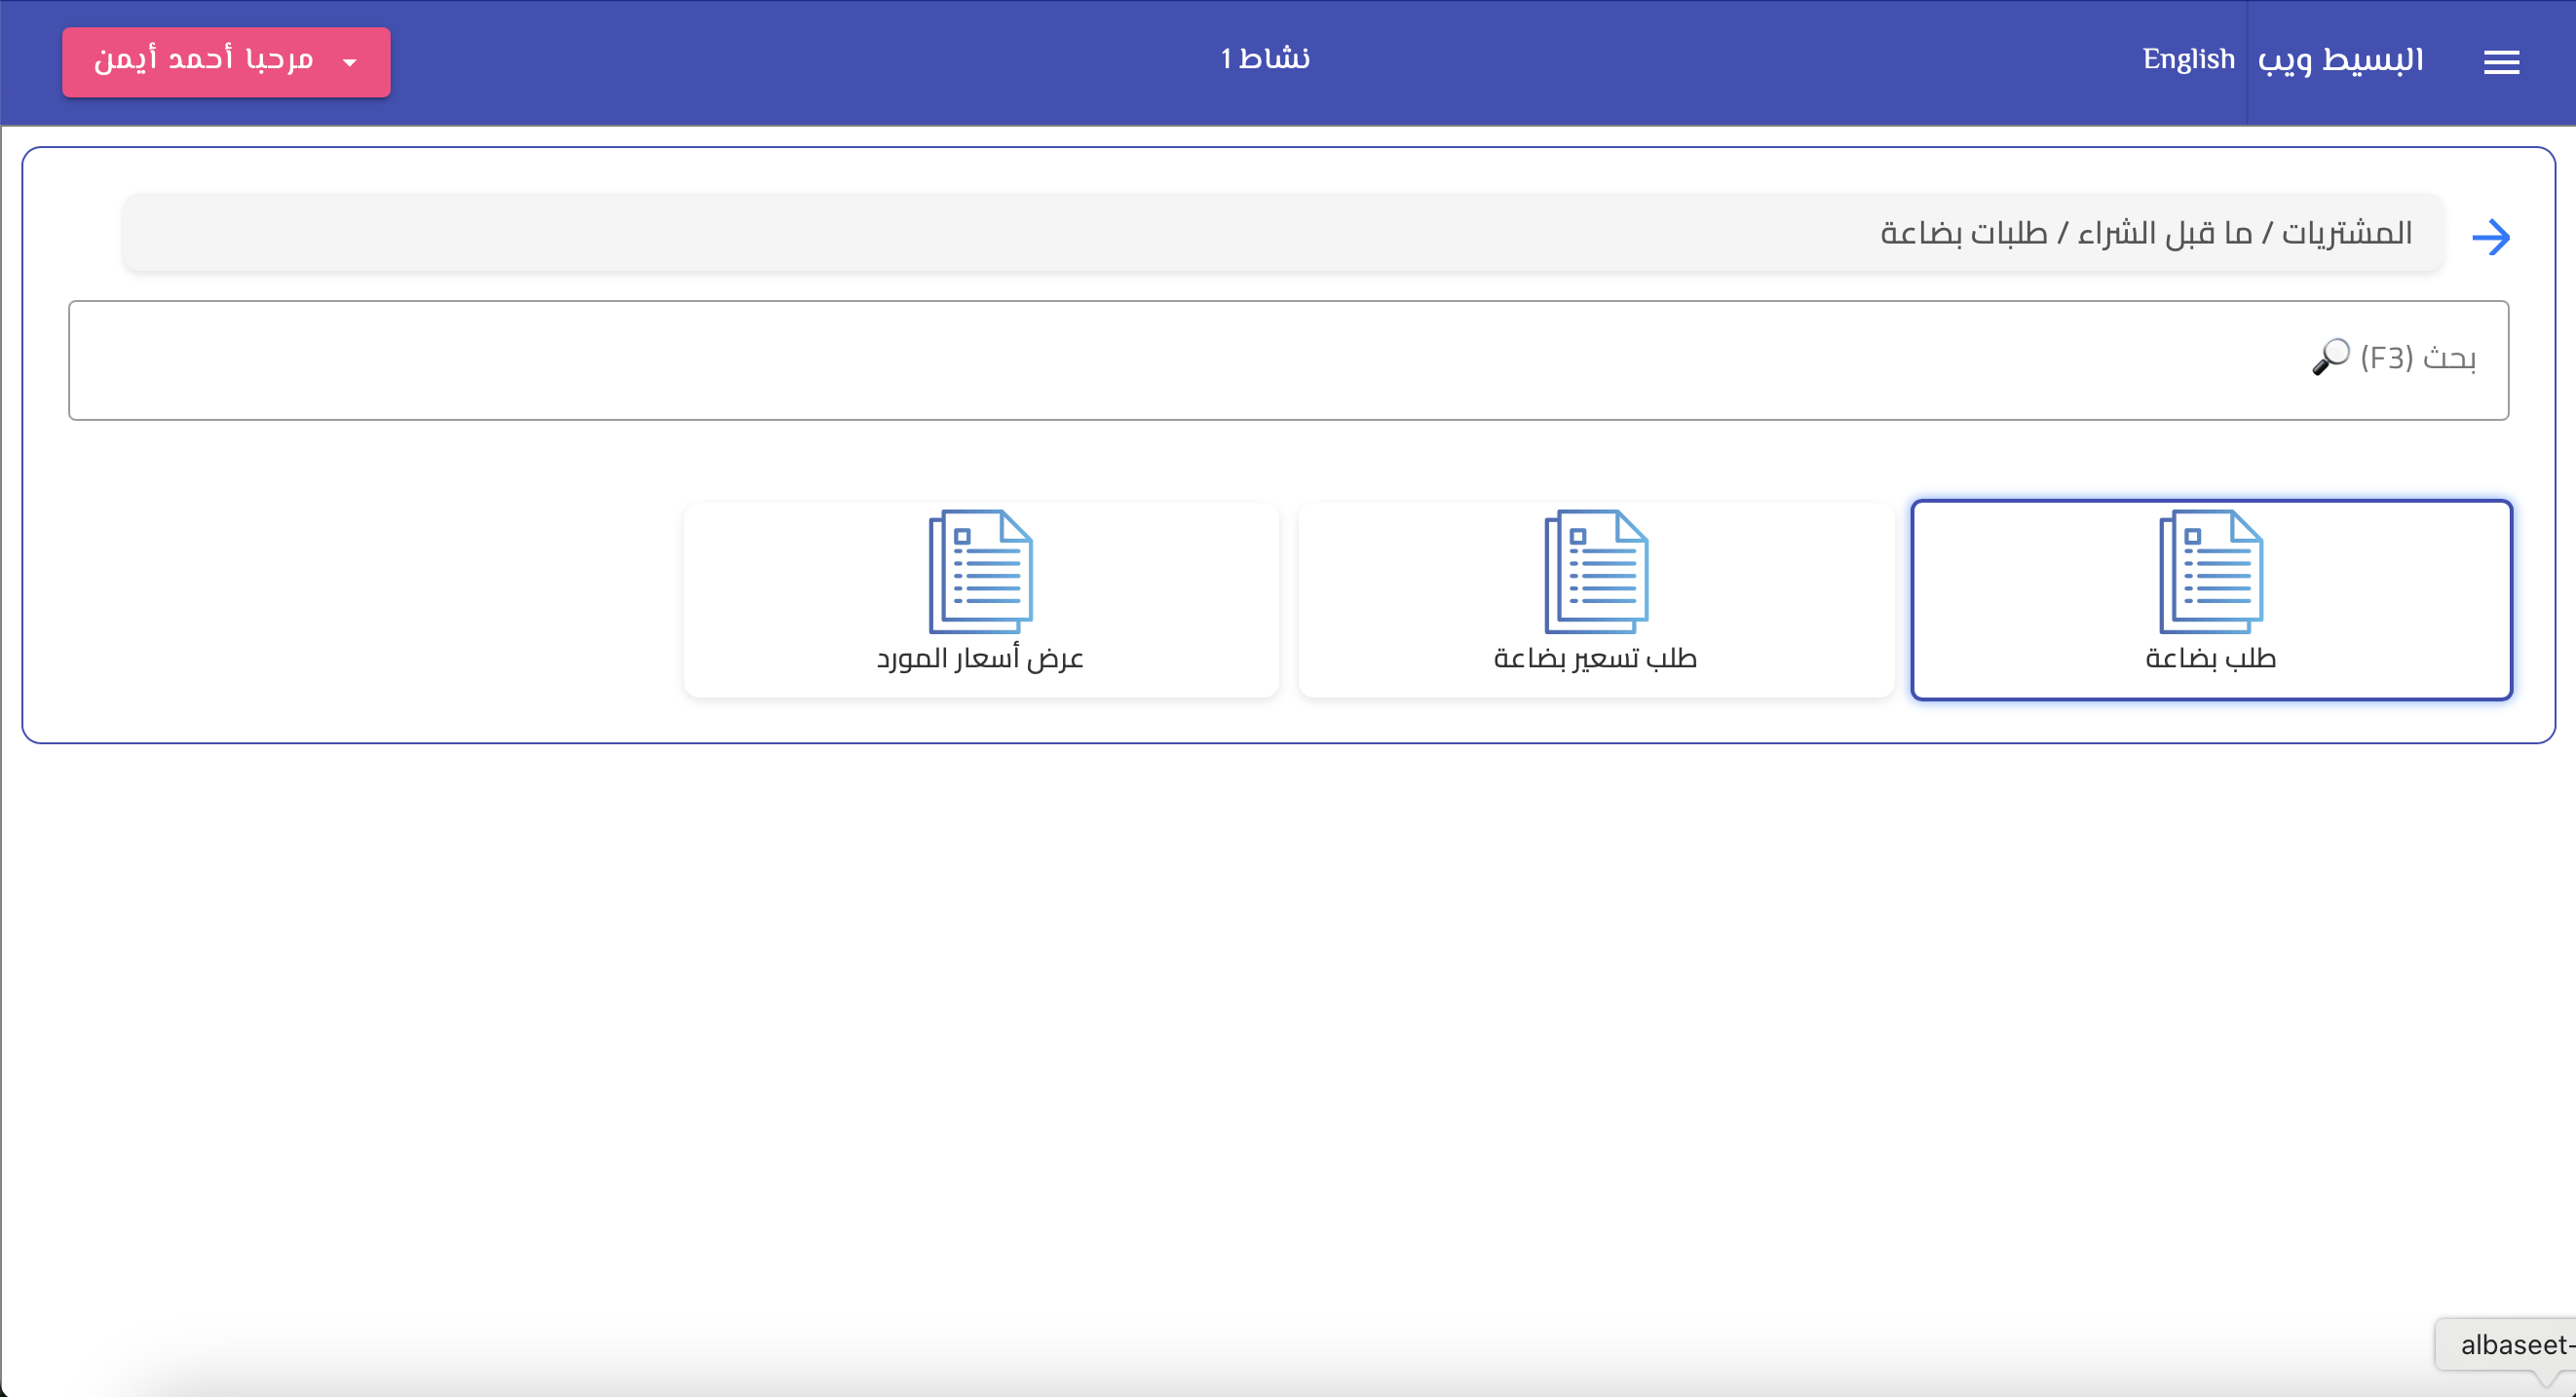 البسيط ويب English
نشاط 1
مرحبا أحمد أيمن
المشتريات / ما قبل الشراء / طلبات بضاعة
بحث (F3)
طلب بضاعة
طلب تسعير بضاعة
عرض أسعار المورد
albaseet-